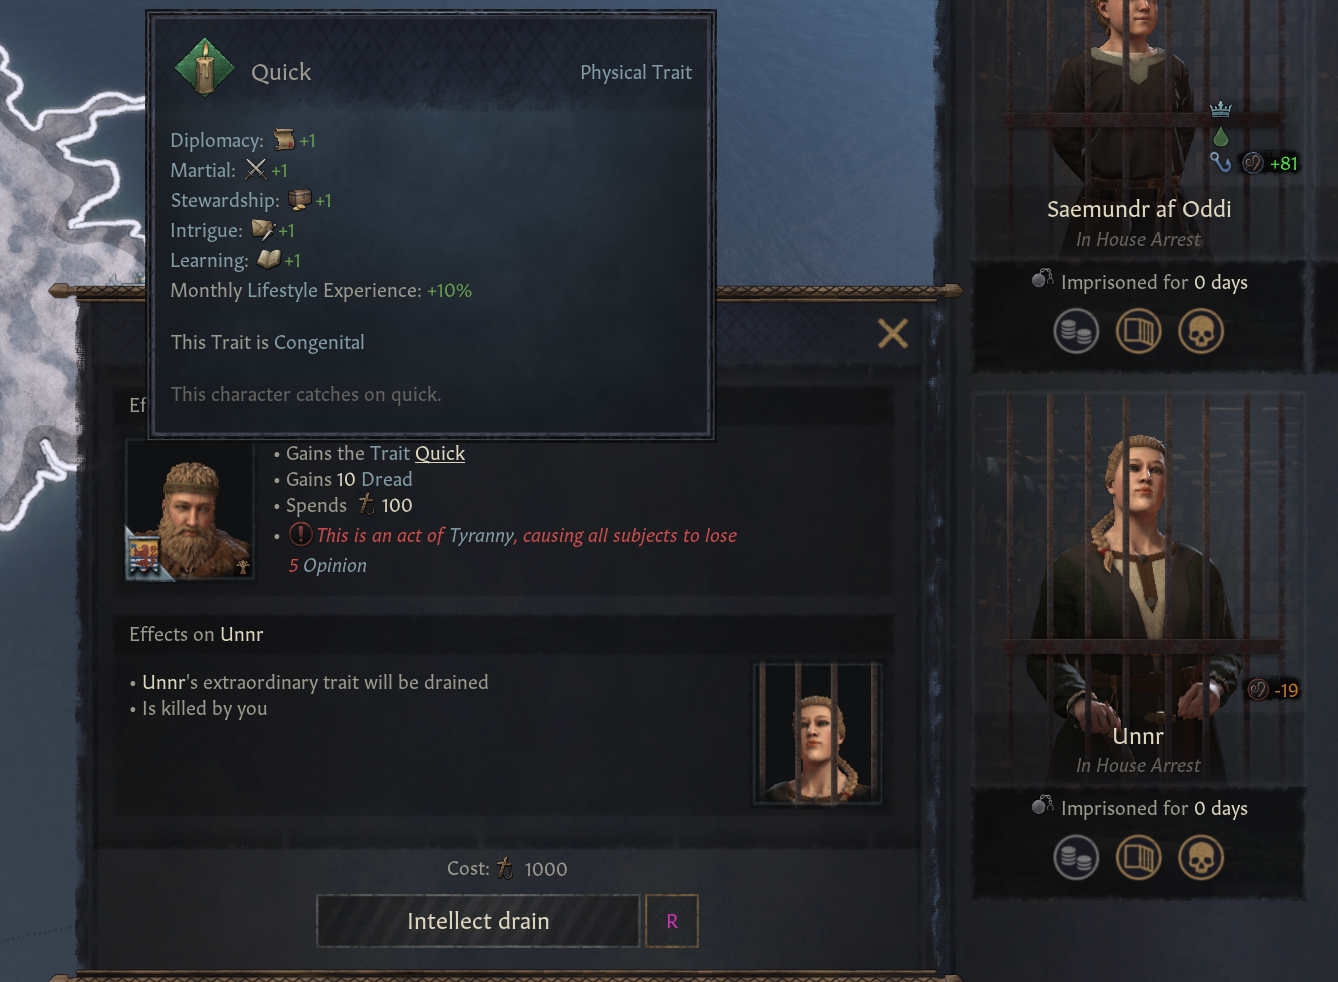 Quick
Physical Trait
Diplomacy: +1
Martial: +1
Stewardship: +1
Intrigue: +1
Learning: +1
Monthly Lifestyle Experience: +10%
This Trait is Congenital
This character catches on quick.
Ef
• Gains the Trait Quick
• Gains 10 Dread
• Spends 100
• This is an act of Tyranny, causing all subjects to lose
5 Opinion
Effects on Unnr
• Unnr's extraordinary trait will be drained
• Is killed by you
Cost: 1000
Intellect drain
R
+81
Saemundr af Oddi
In House Arrest
Imprisoned for 0 days
-19
Unnr
In House Arrest
Imprisoned for 0 days